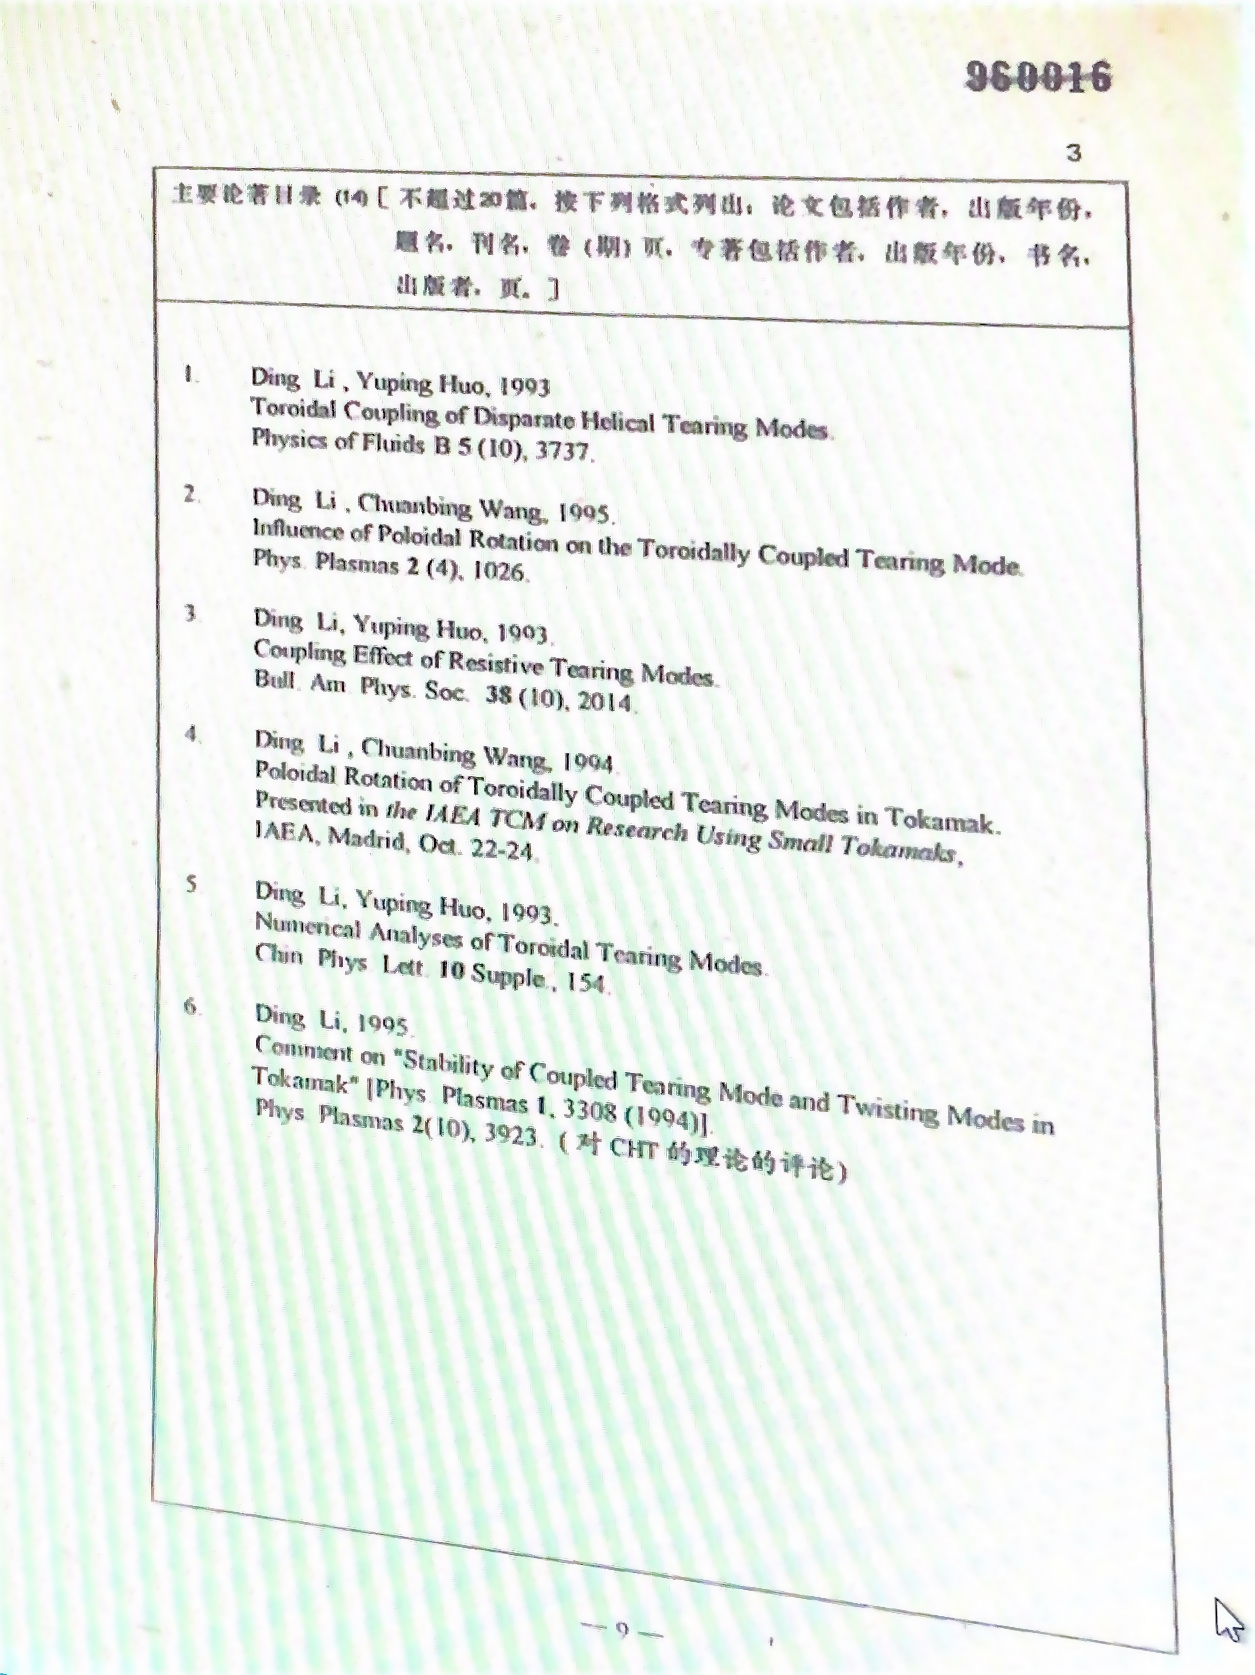 960016
3
主要论著目录 (14) [ 不超过20篇。按下列格式列出：论文包括作者，出版年份，
题名，刊名，卷（期）页，专著包括作者，出版年份，书名，
出版者，页。]
1. Ding Li , Yuping Huo, 1993
Toroidal Coupling of Disparate Helical Tearing Modes.
Physics of Fluids B 5 (10), 3737.
2. Ding Li , Chuanbing Wang, 1995.
Influence of Poloidal Rotation on the Toroidally Coupled Tearing Mode.
Phys. Plasmas 2 (4), 1026.
3 Ding Li, Yuping Huo, 1993.
Coupling Effect of Resistive Tearing Modes.
Bull. Am. Phys. Soc. 38 (10), 2014.
4. Ding Li , Chuanbing Wang, 1994.
Poloidal Rotation of Toroidally Coupled Tearing Modes in Tokamak.
Presented in the IAEA TCM on Research Using Small Tokamaks,
IAEA, Madrid, Oct. 22-24.
5 Ding Li, Yuping Huo, 1993.
Numerical Analyses of Toroidal Tearing Modes.
Chin Phys Lett. 10 Supple., 154.
6. Ding Li, 1995.
Comment on "Stability of Coupled Tearing Mode and Twisting Modes in
Tokamak" [Phys. Plasmas 1, 3308 (1994)].
Phys Plasmas 2(10), 3923. ( 对 CHT 的理论的评论)
— 9 —